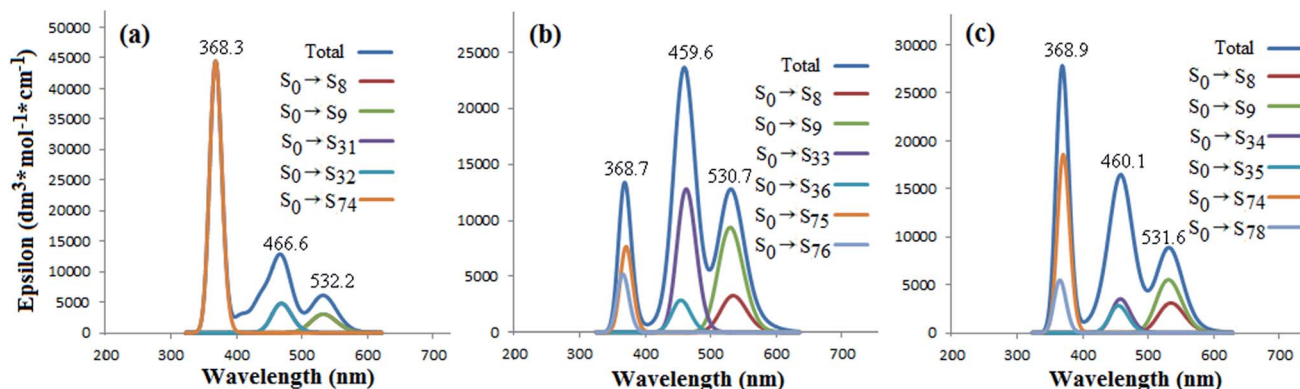 (a)
50000
45000
40000
35000
30000
25000
20000
15000
10000
5000
0
Epsilon (dm³*mol⁻¹*cm⁻¹)
368.3
466.6
532.2
Total
S₀→S₈
S₀→S₉
S₀→S₃₁
S₀→S₃₂
S₀→S₇₄
200 300 400 500 600 700
Wavelength (nm)
(b)
25000
20000
15000
10000
5000
0
368.7
459.6
530.7
Total
S₀→S₈
S₀→S₉
S₀→S₃₃
S₀→S₃₆
S₀→S₇₅
S₀→S₇₆
200 300 400 500 600 700
Wavelength (nm)
(c)
30000
25000
20000
15000
10000
5000
0
368.9
460.1
531.6
Total
S₀→S₈
S₀→S₉
S₀→S₃₄
S₀→S₃₅
S₀→S₇₄
S₀→S₇₈
200 300 400 500 600 700
Wavelength (nm)